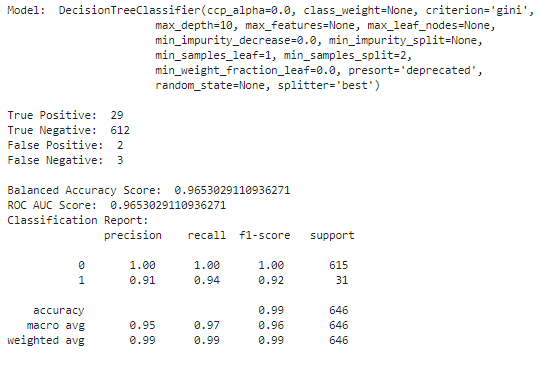 Model:  DecisionTreeClassifier(ccp_alpha=0.0, class_weight=None, criterion='gini',
max_depth=10, max_features=None, max_leaf_nodes=None,
min_impurity_decrease=0.0, min_impurity_split=None,
min_samples_leaf=1, min_samples_split=2,
min_weight_fraction_leaf=0.0, presort='deprecated',
random_state=None, splitter='best')
True Positive:  29
True Negative:  612
False Positive:  2
False Negative:  3
Balanced Accuracy Score:  0.9653029110936271
ROC AUC Score:  0.9653029110936271
Classification Report:
precision    recall  f1-score   support
0       1.00      1.00      1.00       615
1       0.91      0.94      0.92        31
accuracy                           0.99       646
macro avg       0.95      0.97      0.96       646
weighted avg       0.99      0.99      0.99       646